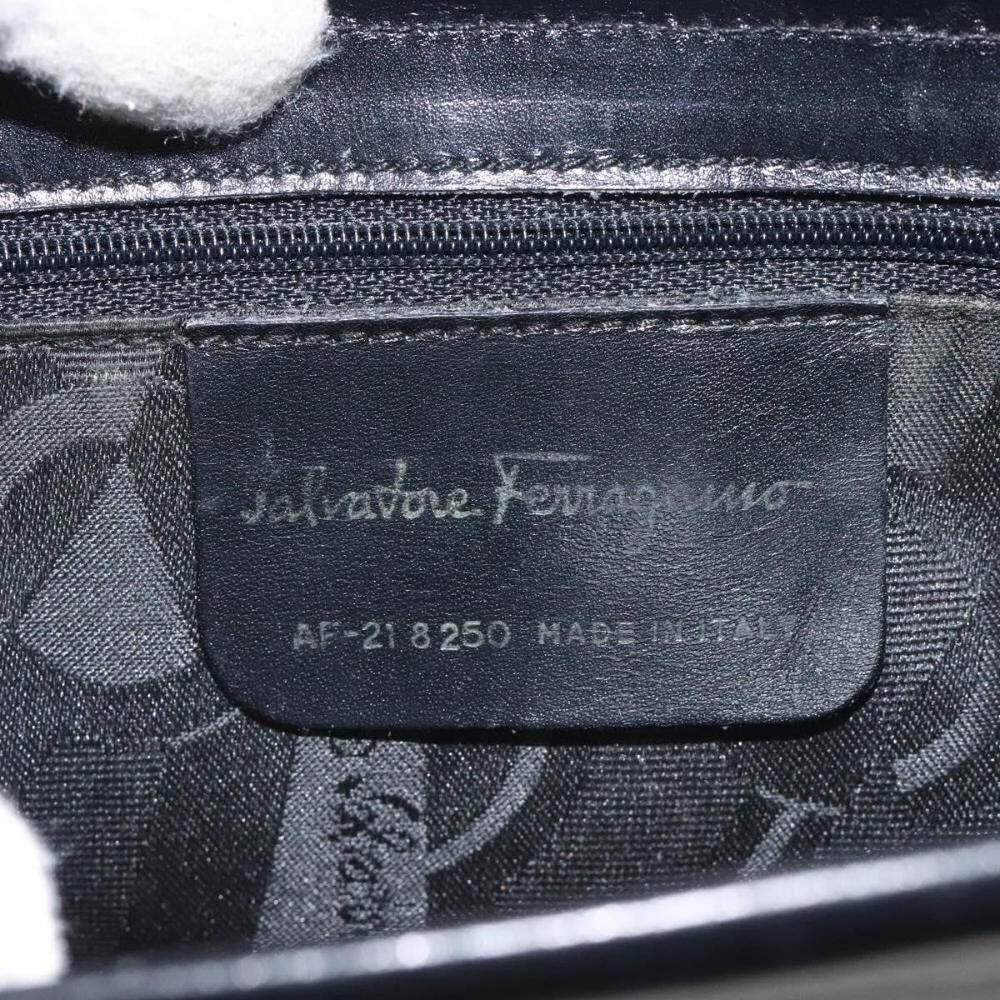 Salvatore Ferragamo
AF-21 8250 MADE IN ITALY